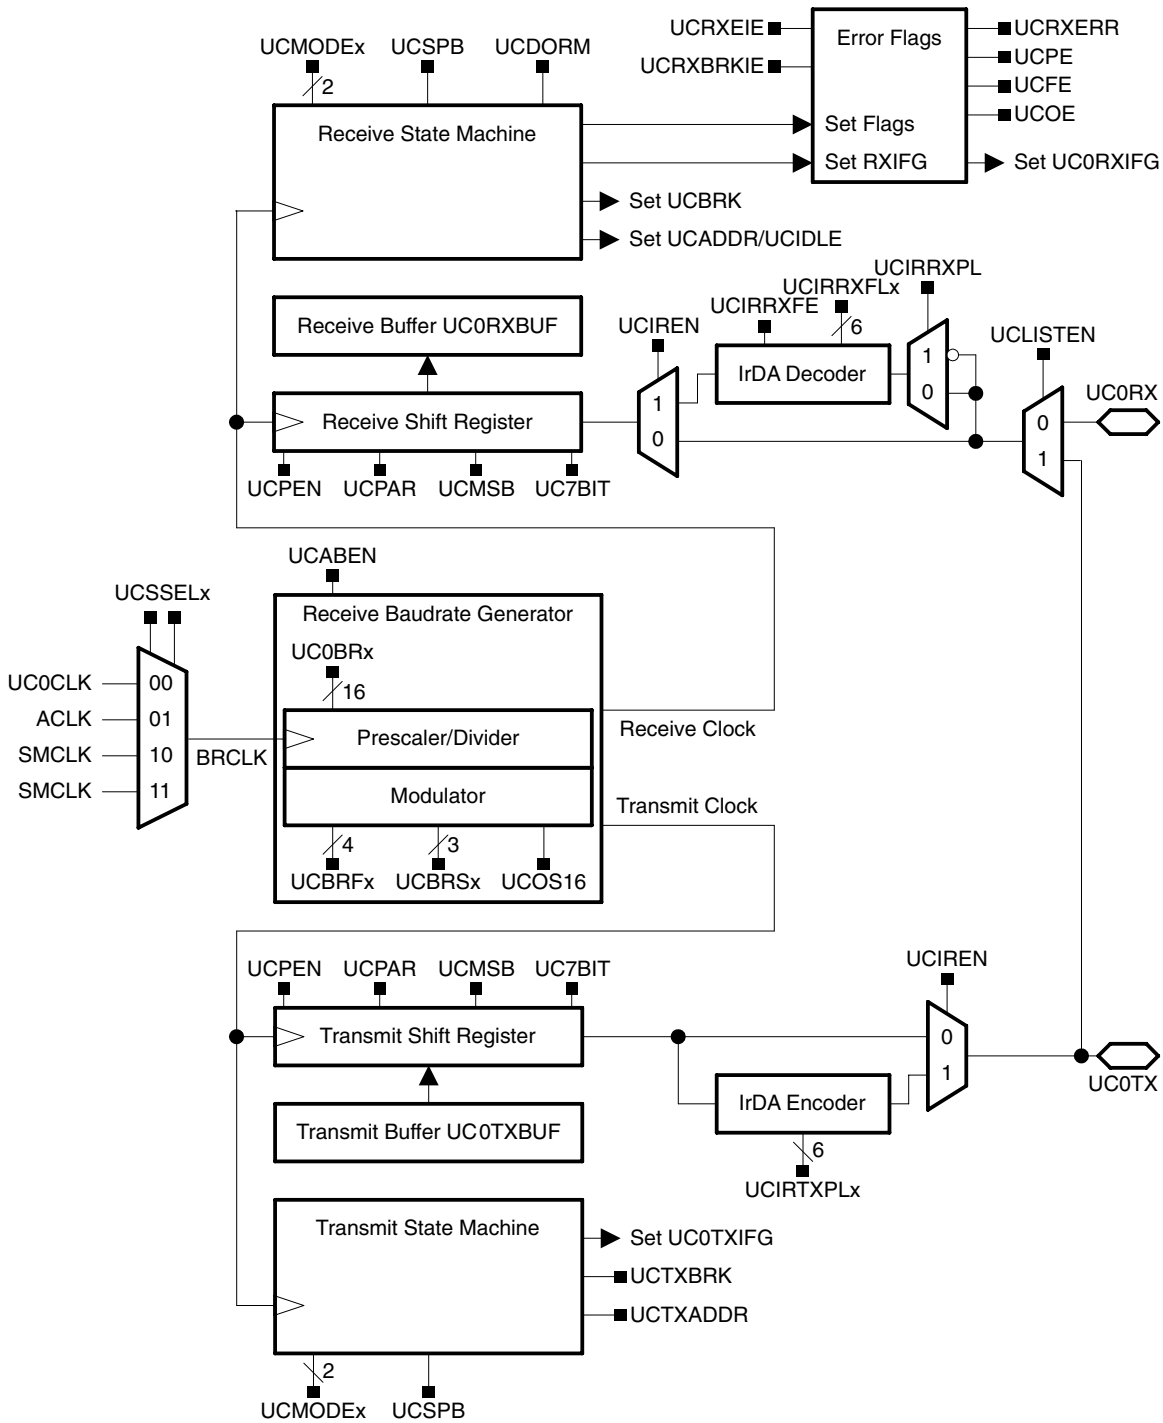 UCMODEx
UCSPB
UCDORM
2
Receive State Machine
UCRXEIE
UCRXBRKIE
Error Flags
Set Flags
Set RXIFG
UCRXERR
UCPE
UCFE
UCOE
Set UC0RXIFG
Set UCBRK
Set UCADDR/UCIDLE
Receive Buffer UC0RXBUF
Receive Shift Register
UCPEN
UCPAR
UCMSB
UC7BIT
UCIREN
1
0
UCIRRXFE
UCIRRXFLx
6
IrDA Decoder
UCIRRXPL
1
0
UCLISTEN
0
1
UC0RX
UCABEN
Receive Baudrate Generator
UC0BRx
16
Prescaler/Divider
Modulator
4
3
UCBRFx
UCBRSx
UCOS16
UCSSELx
UC0CLK
ACLK
SMCLK
SMCLK
00
01
10
11
BRCLK
Receive Clock
Transmit Clock
UCPEN
UCPAR
UCMSB
UC7BIT
Transmit Shift Register
Transmit Buffer UC0TXBUF
UCIREN
0
1
IrDA Encoder
6
UCIRTXPLx
UC0TX
Transmit State Machine
Set UC0TXIFG
UCTXBRK
UCTXADDR
2
UCMODEx
UCSPB